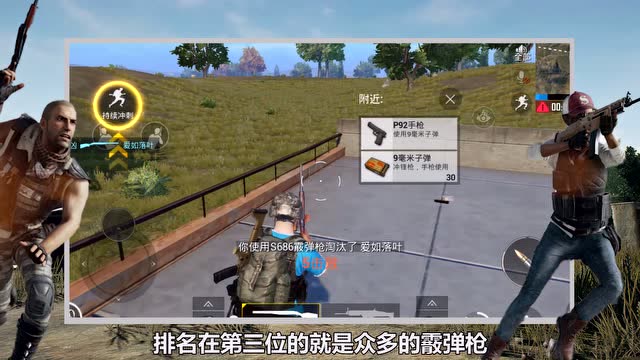 附近:
P92手枪
使用9毫米子弹
9毫米子弹
冲锋枪，手枪使用
30
持续冲刺
爱如落叶
00:
你使用S686霰弹枪淘汰了 爱如落叶
排名在第三位的就是众多的霰弹枪